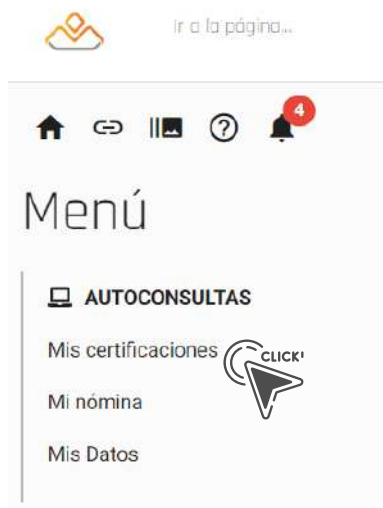 Ir a la página...
4
Menú
AUTOCONSULTAS
Mis certificaciones
CLICK!
Mi nómina
Mis Datos